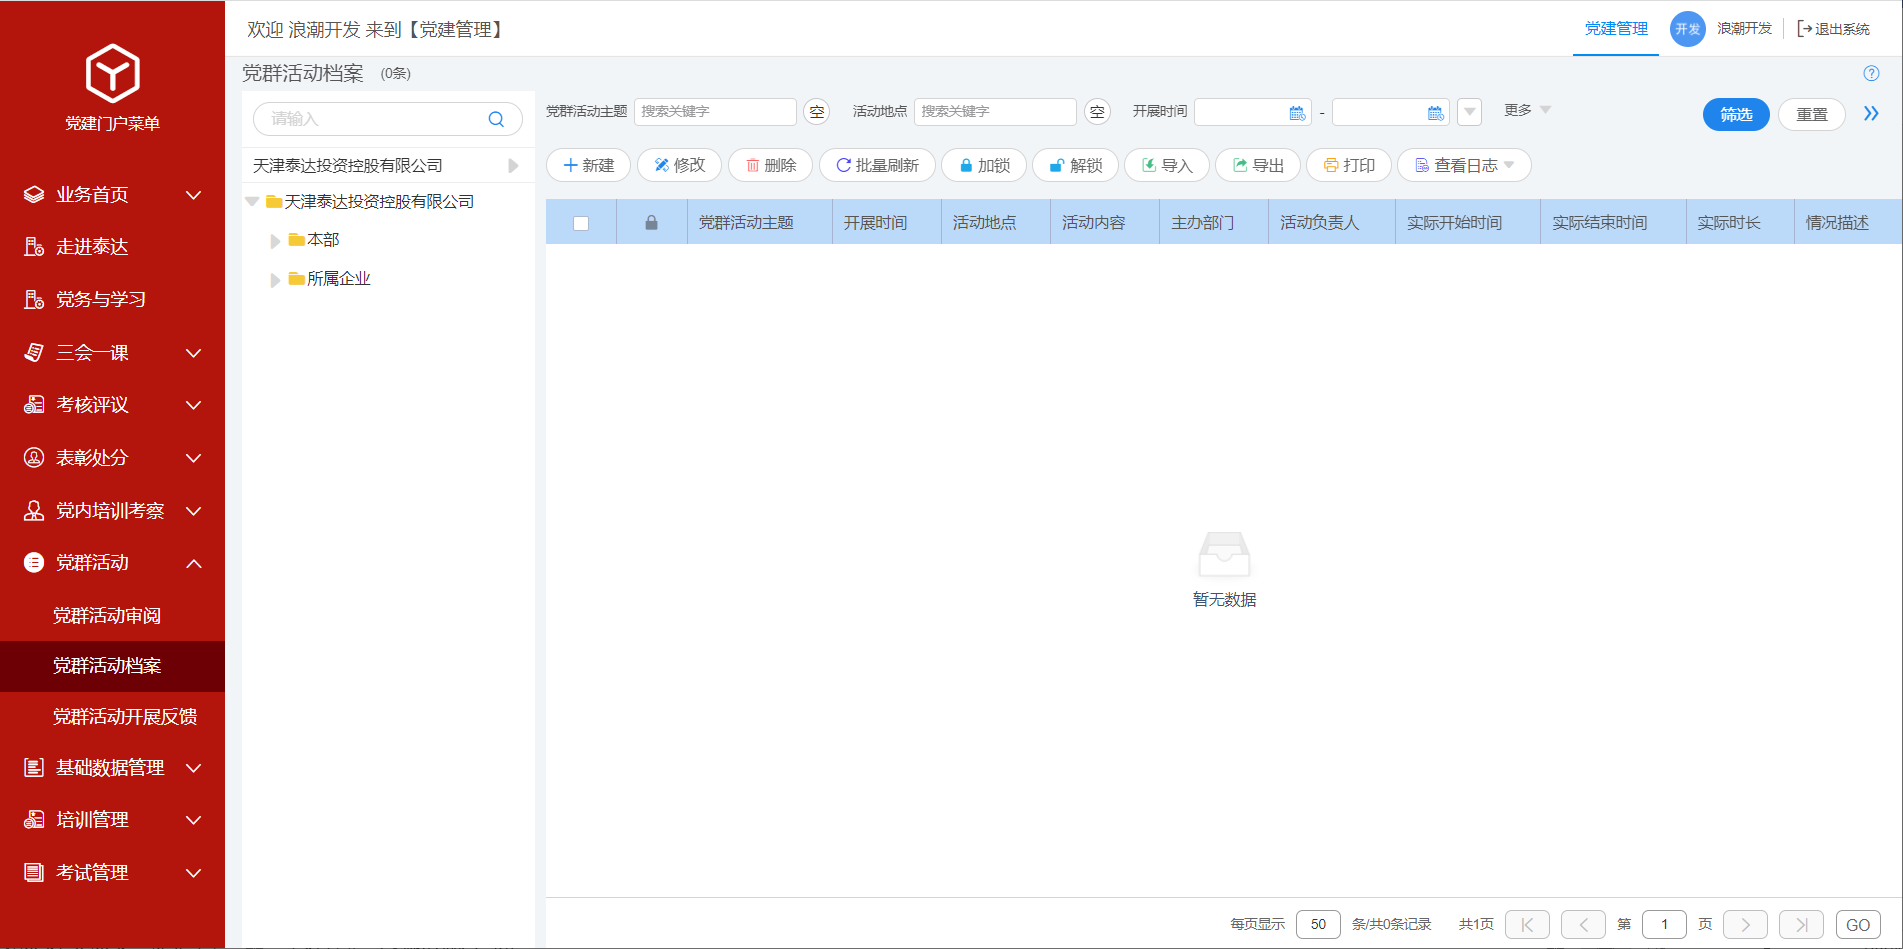 欢迎 浪潮开发 来到【党建管理】
党建管理
开发
浪潮开发
退出系统
党建门户菜单
业务首页
走进泰达
党务与学习
三会一课
考核评议
表彰处分
党内培训考察
党群活动
党群活动审阅
党群活动档案
党群活动开展反馈
基础数据管理
培训管理
考试管理
党群活动档案 (0条)
请输入
天津泰达投资控股有限公司
天津泰达投资控股有限公司
本部
所属企业
党群活动主题 搜索关键字 空 活动地点 搜索关键字 空 开展时间 - 更多 筛选 重置
新建 修改 删除 批量刷新 加锁 解锁 导入 导出 打印 查看日志
党群活动主题 开展时间 活动地点 活动内容 主办部门 活动负责人 实际开始时间 实际结束时间 实际时长 情况描述
暂无数据
每页显示 50 条/共0条记录 共1页 第 1 页 GO